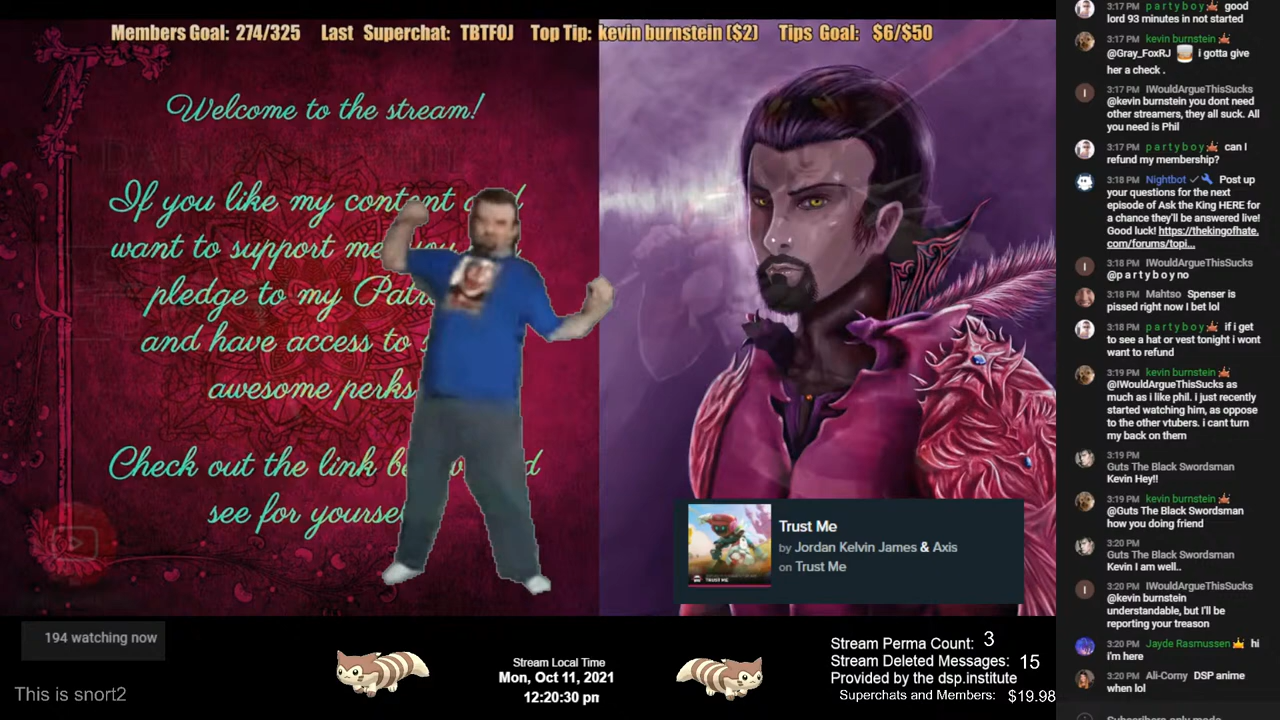 Members Goal: 274/325 Last Superchat: TBTFOJ Top Tip: kevin burnstein ($2) Tips Goal: $6/$50
Welcome to the stream!
If you like my content
want to support me you
pledge to my
and have access to
awesome perks
Check out the link
see for
Trust Me
by Jordan Kelvin James & Axis
on Trust Me
TRUST ME
194 watching now
This is snort2
Stream Local Time
Mon, Oct 11, 2021
12:20:30 pm
Stream Perma Count: 3
Stream Deleted Messages: 15
Provided by the dsp.institute
Superchats and Members: $19.98
3:17 PM partyboy good
lord 93 minutes in not started
3:17 PM kevin burnstein
@Gray_FoxRJ i gotta give
her a check .
3:17 PM IWouldArgueThisSucks
@kevin burnstein you dont need
other streamers, they all suck. All
you need is Phil
3:17 PM partyboy can I
refund my membership?
3:18 PM Nightbot Post up
your questions for the next
episode of Ask the King HERE for
a chance they'll be answered live!
Good luck! https://thekingofhate.
com/forums/topi...
3:18 PM IWouldArgueThisSucks
@p a r t y b o y no
3:18 PM Mahtso Spenser is
pissed right now I bet lol
3:18 PM partyboy if i get
to see a hat or vest tonight i wont
want to refund
3:19 PM kevin burnstein
@IWouldArgueThisSucks as
much as i like phil. I just recently
started watching him, as oppose
to the other vtubers. i cant turn
my back on them
3:19 PM
Guts The Black Swordsman
Kevin Hey!!
3:19 PM kevin burnstein
@Guts The Black Swordsman
how you doing friend
3:20 PM
Guts The Black Swordsman
Kevin I am well..
3:20 PM IWouldArgueThisSucks
@kevin burnstein
understandable, but I'll be
reporting your treason
3:20 PM Jayde Rasmussen hi
i'm here
3:20 PM Ali-Corny DSP anime
when lol
Subscribers-only mode